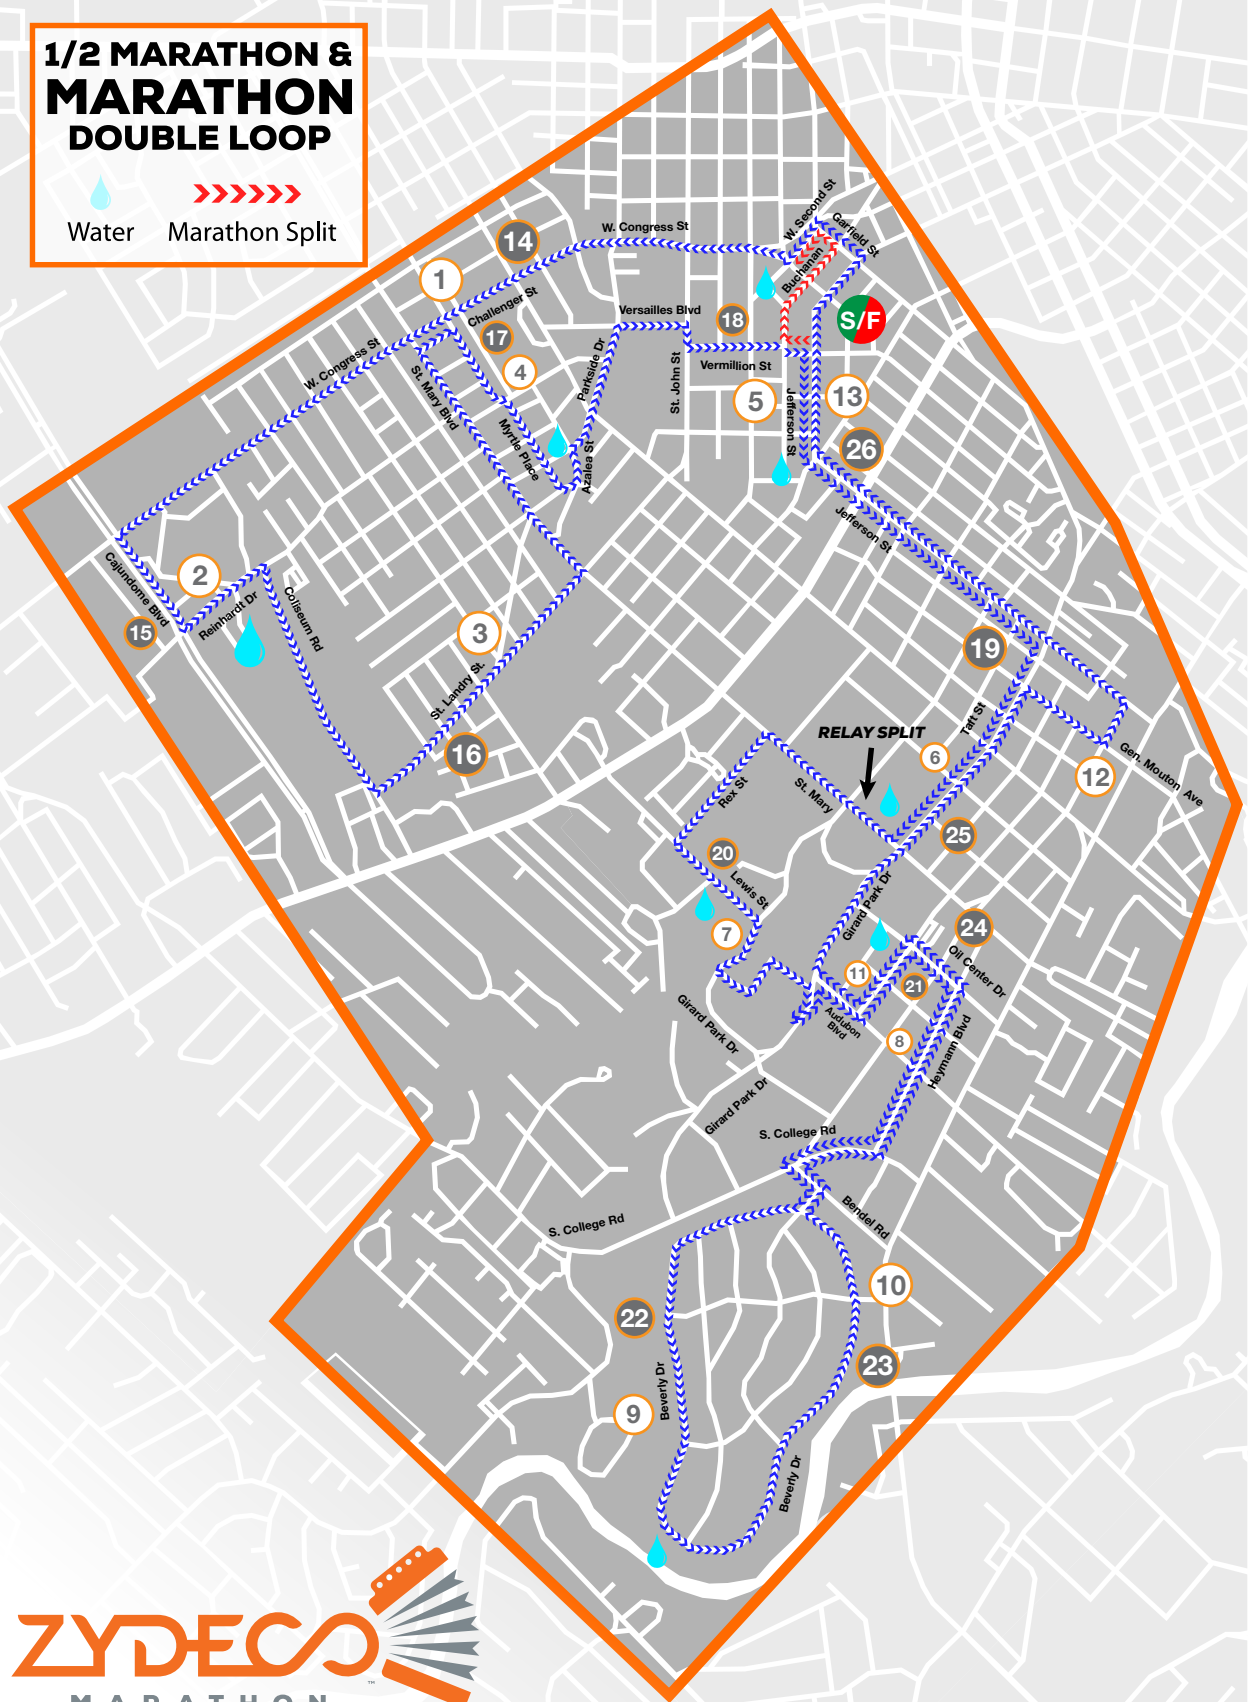 1/2 MARATHON &
MARATHON
DOUBLE LOOP
Water
Marathon Split
W. Second St
Garfield St
W. Congress St
14
Buchanan
1
Challenger St
Versailles Blvd
18
S/F
17
W. Congress St
4
Parkside Dr
St. John St
Vermillion St
St. Mary Blvd
5
Jefferson St
13
Myrtle Place
Azalea St
26
Jefferson St
Cajundome Blvd
2
Reinhardt Dr
Coliseum Rd
15
3
19
St. Landry St.
16
Taft St
RELAY SPLIT
6
Gen. Mouton Ave
12
Rex St
St. Mary
25
20
Lewis St
Girard Park Dr
7
24
Oil Center Dr
11
21
Girard Park Dr
Audubon
Blvd
8
Heymann Blvd
Girard Park Dr
S. College Rd
S. College Rd
Bendel Rd
10
22
23
Beverly Dr
9
Beverly Dr
ZYDECO
™
MARATHON